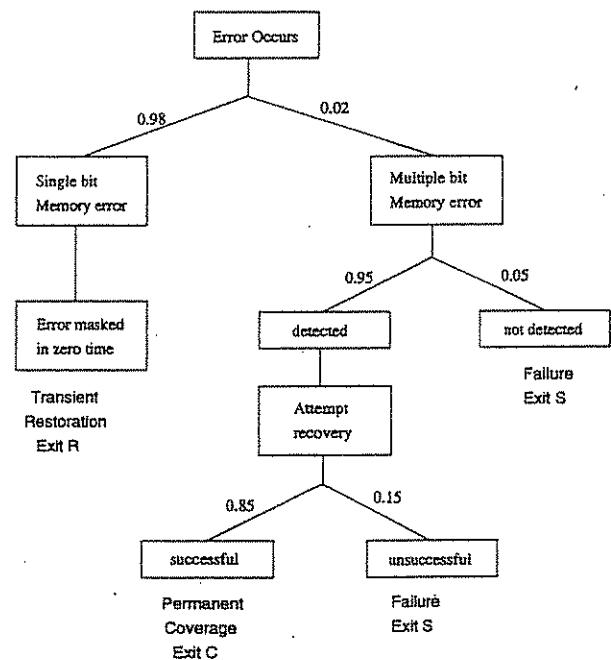 Error Occurs
0.98
0.02
Single bit
Memory error
Multiple bit
Memory error
0.95
0.05
Error masked
in zero time
detected
not detected
Transient
Restoration
Exit R
Failure
Exit S
Attempt
recovery
0.85
0.15
successful
unsuccessful
Permanent
Coverage
Exit C
Failure
Exit S